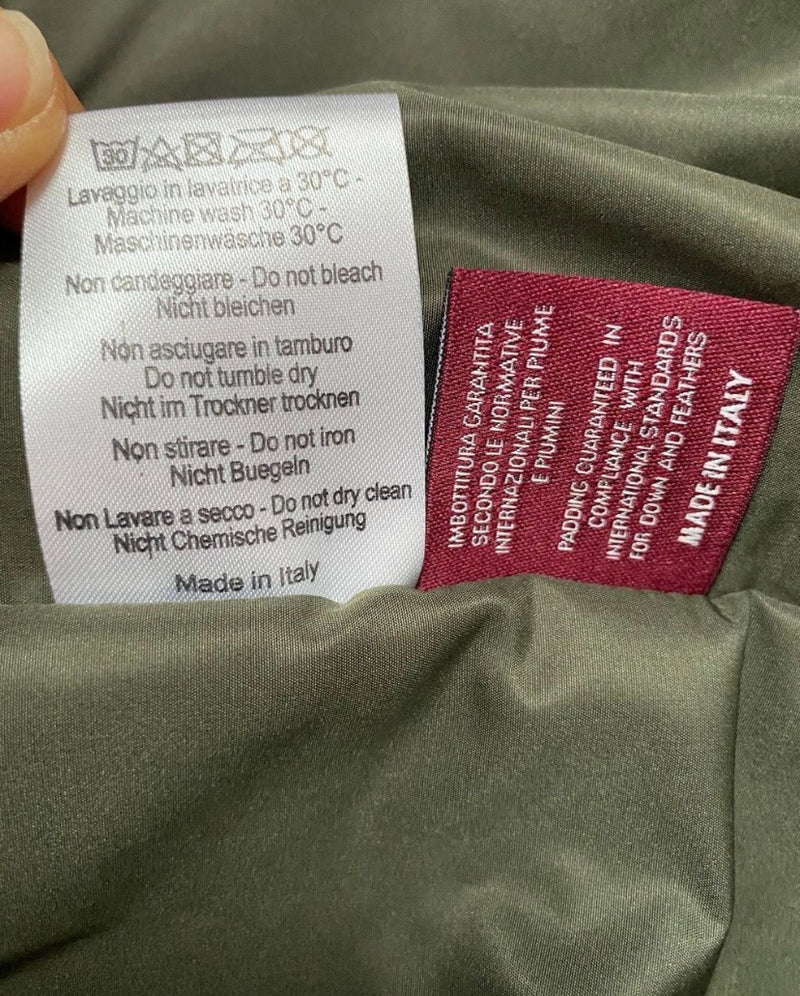 30
Lavaggio in lavatrice a 30°C -
Machine wash 30°C -
Maschinenwäsche 30°C
Non candeggiare - Do not bleach
Nicht bleichen
Non asciugare in tamburo
Do not tumble dry
Nicht im Trockner trocknen
Non stirare - Do not iron
Nicht Buegeln
Non Lavare a secco - Do not dry clean
Nicht Chemische Reinigung
Made in Italy
IMBOTTITURA GARANTITA
SECONDO LE NORMATIVE
INTERNAZIONALI PER PIUME
E PIUMINI
PADDING GUARANTEED IN
COMPLIANCE WITH
INTERNATIONAL STANDARDS
FOR DOWN AND FEATHERS
MADE IN ITALY